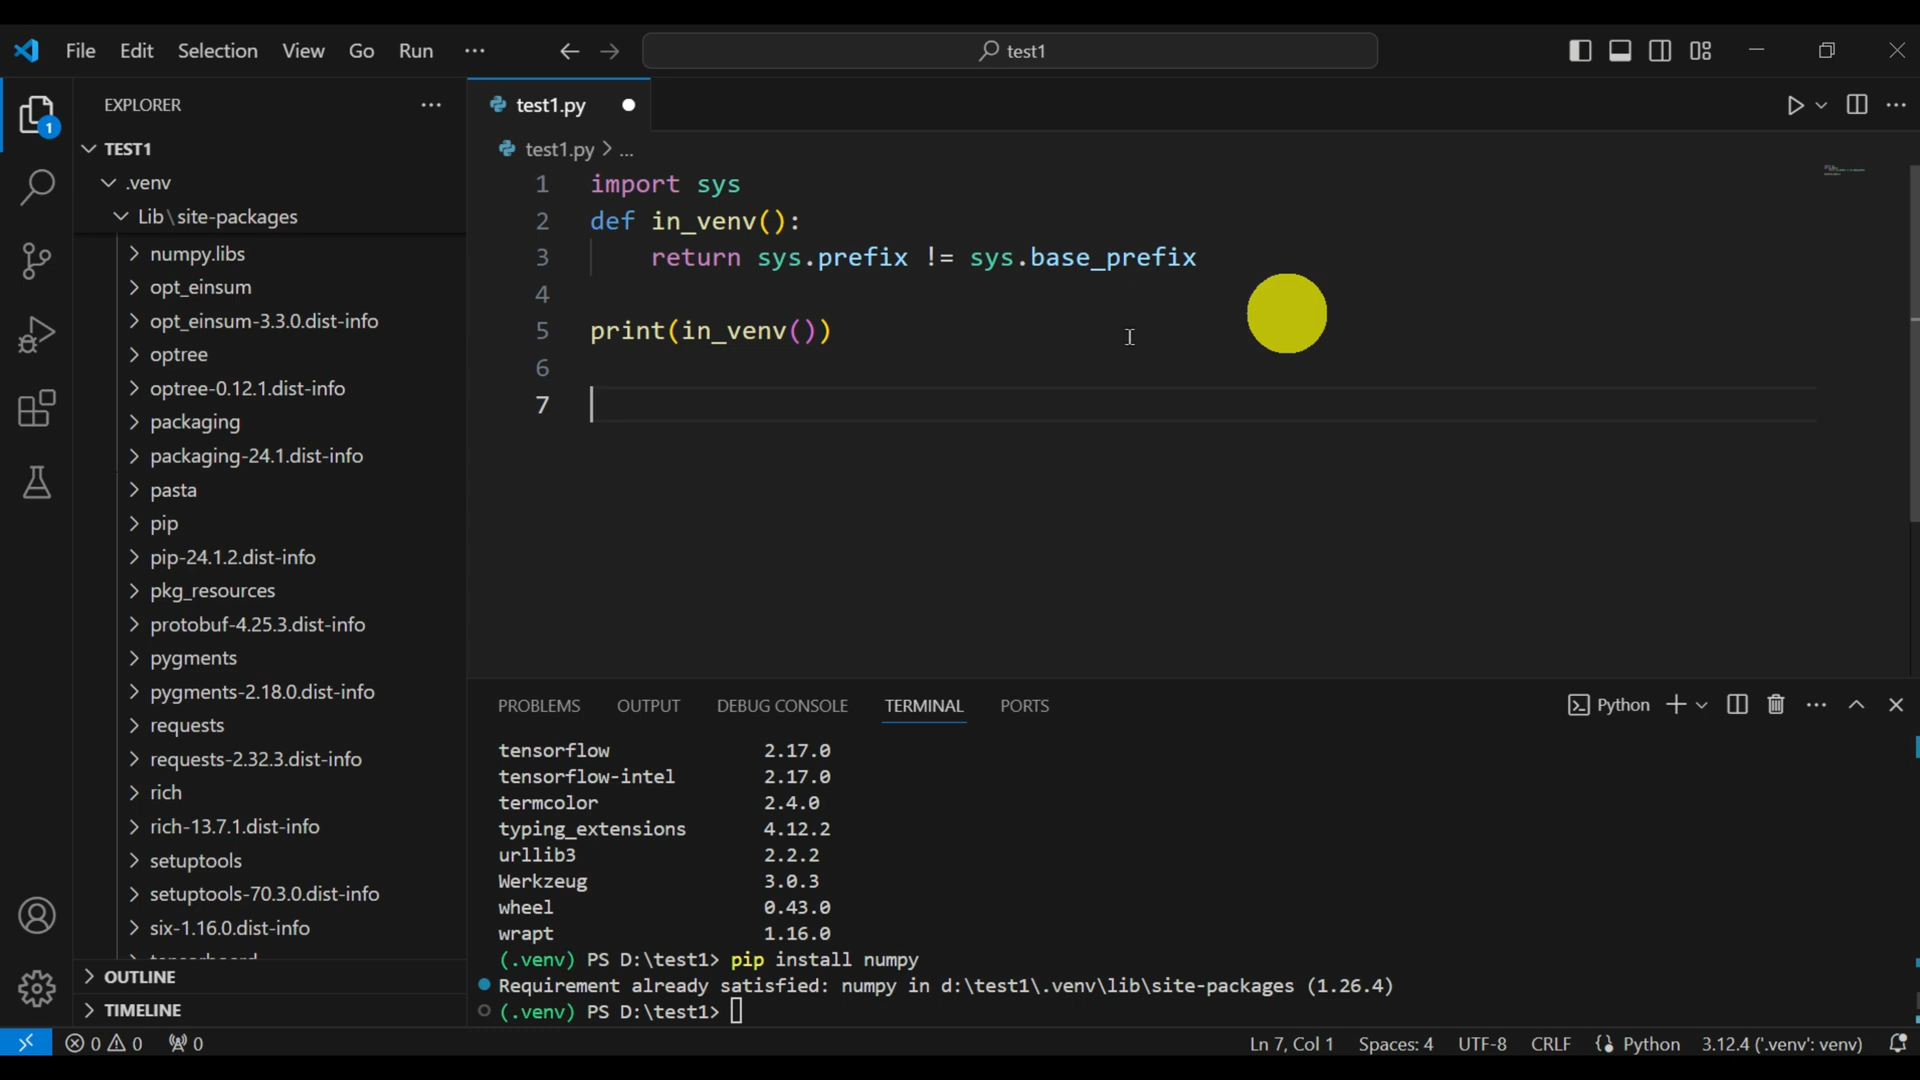 File Edit Selection View Go Run ···
test1
EXPLORER ···
TEST1
.venv
Lib\site-packages
numpy.libs
opt_einsum
opt_einsum-3.3.0.dist-info
optree
optree-0.12.1.dist-info
packaging
packaging-24.1.dist-info
pasta
pip
pip-24.1.2.dist-info
pkg_resources
protobuf-4.25.3.dist-info
pygments
pygments-2.18.0.dist-info
requests
requests-2.32.3.dist-info
rich
rich-13.7.1.dist-info
setuptools
setuptools-70.3.0.dist-info
six-1.16.0.dist-info
OUTLINE
TIMELINE
1
test1.py
test1.py > ...
1 import sys
2 def in_venv():
3     return sys.prefix != sys.base_prefix
4
5 print(in_venv())
6
7
PROBLEMS OUTPUT DEBUG CONSOLE TERMINAL PORTS
Python
tensorflow 2.17.0
tensorflow-intel 2.17.0
termcolor 2.4.0
typing_extensions 4.12.2
urllib3 2.2.2
Werkzeug 3.0.3
wheel 0.43.0
wrapt 1.16.0
(.venv) PS D:\test1> pip install numpy
Requirement already satisfied: numpy in d:\test1\.venv\lib\site-packages (1.26.4)
(.venv) PS D:\test1>
0 0 0 Ln 7, Col 1 Spaces: 4 UTF-8 CRLF Python 3.12.4 ('.venv': venv)